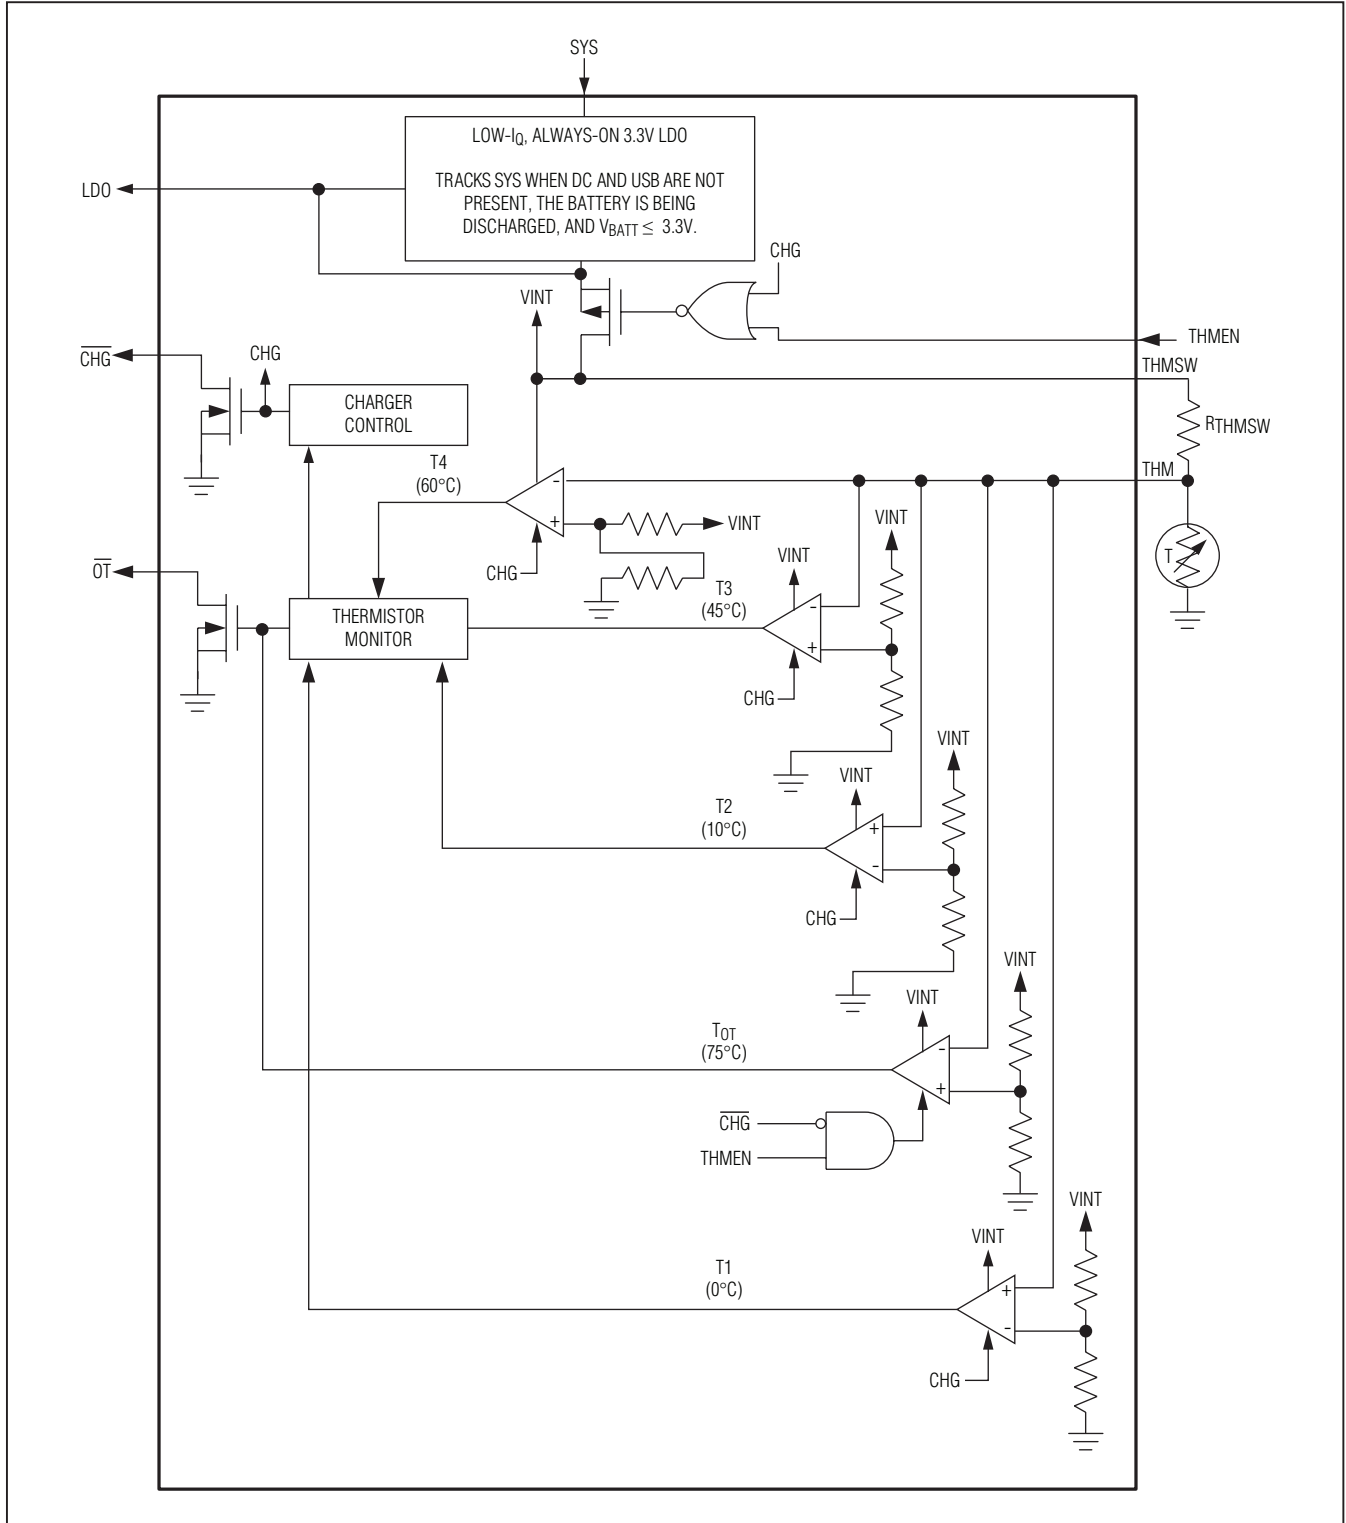 SYS
LOW-IQ, ALWAYS-ON 3.3V LDO
TRACKS SYS WHEN DC AND USB ARE NOT
PRESENT, THE BATTERY IS BEING
DISCHARGED, AND VBATT ≤ 3.3V.
LDO
CHG
VINT
THMEN
CHG
CHG
THMSW
CHARGER
CONTROL
RTHMSW
T4
(60°C)
-
+
THM
VINT
VINT
CHG
VINT
T
OT
T3
(45°C)
-
+
THERMISTOR
MONITOR
CHG
VINT
VINT
T2
(10°C)
+
-
CHG
VINT
VINT
TOT
(75°C)
-
+
CHG
THMEN
VINT
VINT
T1
(0°C)
+
-
CHG